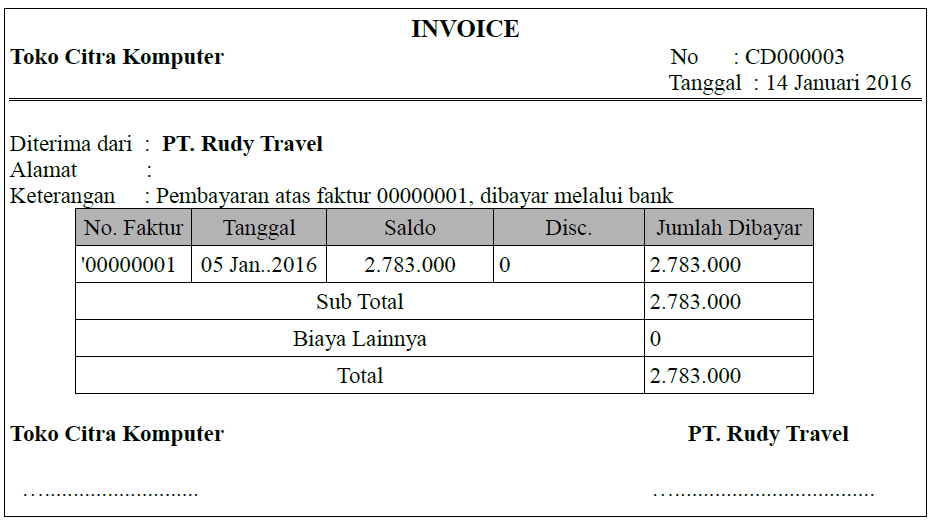 INVOICE
Toko Citra Komputer No : CD000003
Tanggal : 14 Januari 2016
Diterima dari : PT. Rudy Travel
Alamat :
Keterangan : Pembayaran atas faktur 00000001, dibayar melalui bank
No. Faktur Tanggal Saldo Disc. Jumlah Dibayar
'00000001 05 Jan..2016 2.783.000 0 2.783.000
Sub Total 2.783.000
Biaya Lainnya 0
Total 2.783.000
Toko Citra Komputer PT. Rudy Travel
…........................... …...................................